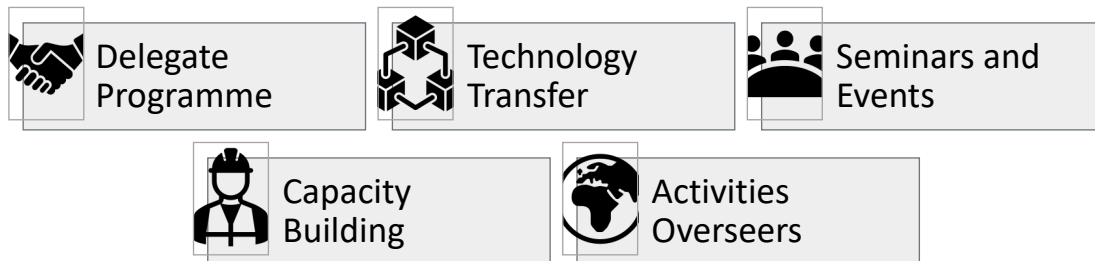 Delegate
Programme
Technology
Transfer
Seminars and
Events
Capacity
Building
Activities
Overseers